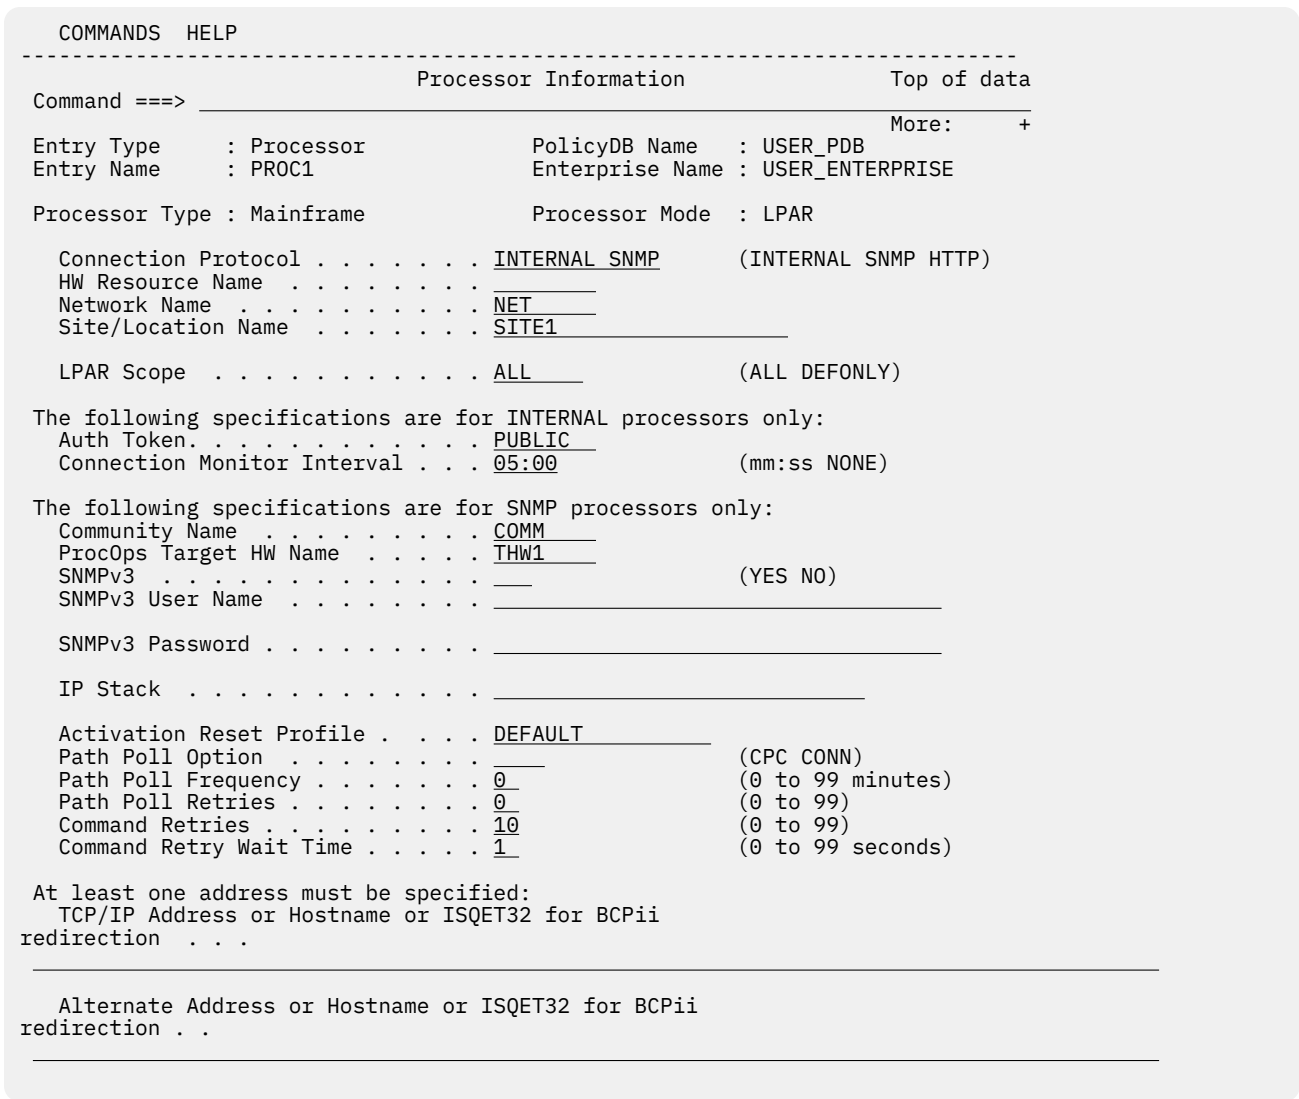 COMMANDS  HELP
------------------------------------------------------------------------------
Processor Information                Top of data
Command ===> _________________________________________________________________
More:     +
Entry Type     : Processor             PolicyDB Name   : USER_PDB
Entry Name     : PROC1                 Enterprise Name : USER_ENTERPRISE
Processor Type : Mainframe             Processor Mode  : LPAR
Connection Protocol . . . . . . . INTERNAL SNMP      (INTERNAL SNMP HTTP)
HW Resource Name  . . . . . . . . ________
Network Name  . . . . . . . . . . NET
Site/Location Name  . . . . . . . SITE1
LPAR Scope  . . . . . . . . . . . ALL                (ALL DEFONLY)
The following specifications are for INTERNAL processors only:
Auth Token. . . . . . . . . . . . PUBLIC
Connection Monitor Interval . . . 05:00              (mm:ss NONE)
The following specifications are for SNMP processors only:
Community Name  . . . . . . . . . COMM
ProcOps Target HW Name  . . . . . THW1
SNMPv3  . . . . . . . . . . . . . ___                (YES NO)
SNMPv3 User Name  . . . . . . . . ___________________________________
SNMPv3 Password . . . . . . . . . ___________________________________
IP Stack  . . . . . . . . . . . . _____________________________
Activation Reset Profile .  . . . DEFAULT
Path Poll Option  . . . . . . . . ____               (CPC CONN)
Path Poll Frequency . . . . . . . 0                  (0 to 99 minutes)
Path Poll Retries . . . . . . . . 0                  (0 to 99)
Command Retries . . . . . . . . . 10                 (0 to 99)
Command Retry Wait Time . . . . . 1                  (0 to 99 seconds)
At least one address must be specified:
TCP/IP Address or Hostname or ISQET32 for BCPii
redirection  . . .
Alternate Address or Hostname or ISQET32 for BCPii
redirection . .